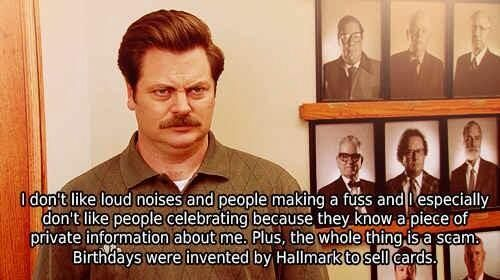 I don't like loud noises and people making a fuss and I especially
don't like people celebrating because they know a piece of
private information about me. Plus, the whole thing is a scam.
Birthdays were invented by Hallmark to sell cards.